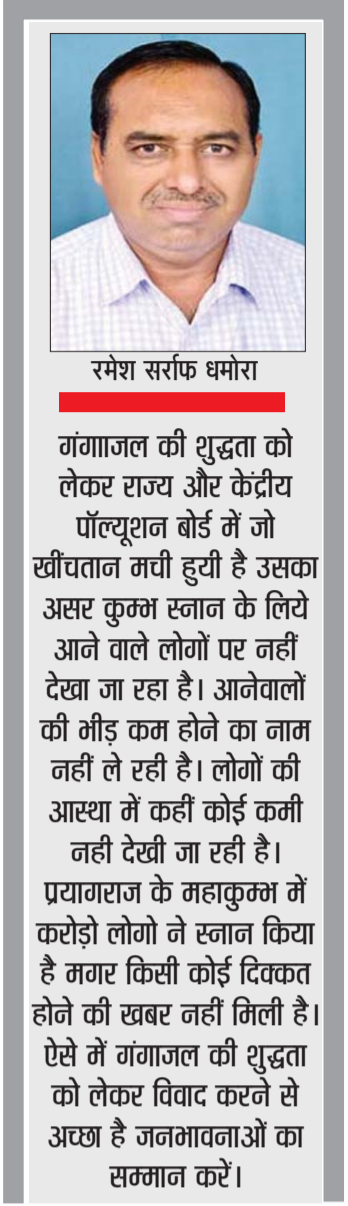 रमेश सर्राफ धमोरा
गंगााजल की शुद्धता को
लेकर राज्य और केंद्रीय
पॉल्यूशन बोर्ड में जो
खींचतान मची हुयी है उसका
असर कुम्भ स्नान के लिये
आने वाले लोगों पर नहीं
देखा जा रहा है। आनेवालों
की भीड़ कम होने का नाम
नहीं ले रही है। लोगों की
आस्था में कहीं कोई कमी
नही देखी जा रही है।
प्रयागराज के महाकुम्भ में
करोड़ो लोगो ने स्नान किया
है मगर किसी कोई दिक्कत
होने की खबर नहीं मिली है।
ऐसे में गंगाजल की शुद्धता
को लेकर विवाद करने से
अच्छा है जनभावनाओं का
सम्मान करें।